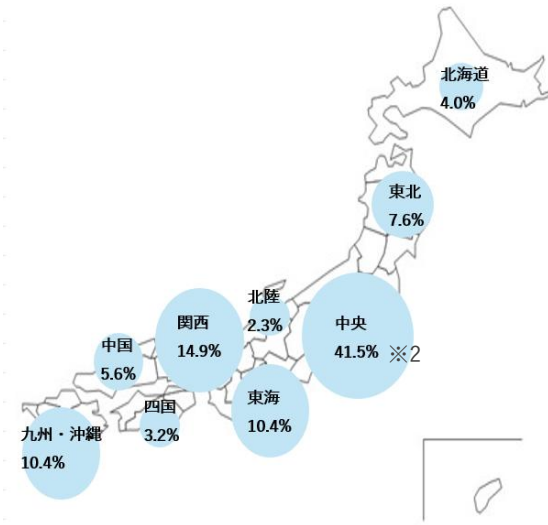 北海道
4.0%
東北
7.6%
北陸
2.3%
関西
14.9%
中央
41.5% ※2
中国
5.6%
東海
10.4%
四国
3.2%
九州・沖縄
10.4%